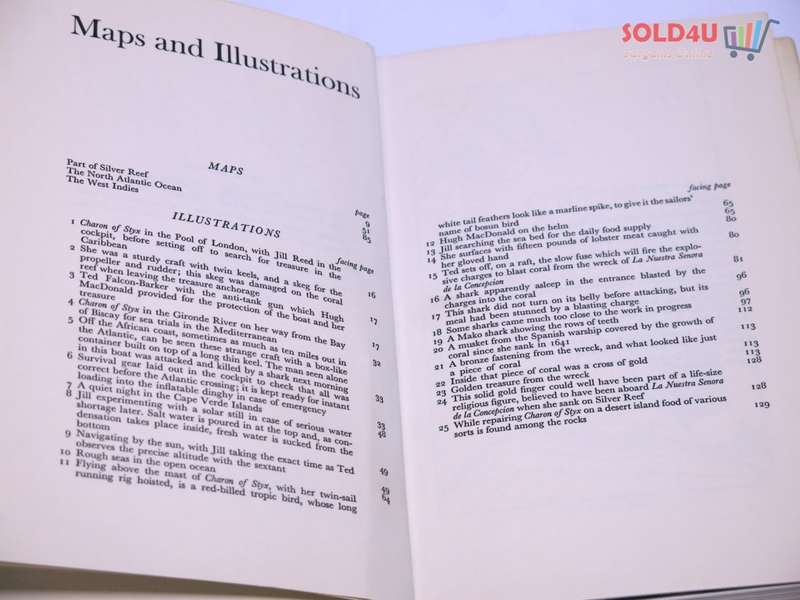 SOLD4U
Bargains Online
Maps and Illustrations
MAPS
page
Part of Silver Reef 9
The North Atlantic Ocean 51
The West Indies 85
ILLUSTRATIONS
facing page
1 Charon of Styx in the Pool of London, with Jill Reed in the
cockpit, before setting off to search for treasure in the
Caribbean 16
2 She was a sturdy craft with twin keels, and a skeg for the
propeller and rudder; this skeg was damaged on the coral
reef when leaving the treasure anchorage 17
3 Ted Falcon-Barker with the anti-tank gun which Hugh
MacDonald provided for the protection of the boat and her
treasure 17
4 Charon of Styx in the Gironde River on her way from the Bay
of Biscay for sea trials in the Mediterranean 32
5 Off the African coast, sometimes as much as ten miles out in
the Atlantic, can be seen these strange craft with a box-like
container built on top of a long thin keel. The man seen alone
in this boat was attacked and killed by a shark next morning 33
6 Survival gear laid out in the cockpit to check that all was
correct before the Atlantic crossing; it is kept ready for instant
loading into the inflatable dinghy in case of emergency 33
7 A quiet night in the Cape Verde Islands 48
8 Jill experimenting with a solar still in case of serious water
shortage later. Salt water is poured in at the top and, as con-
densation takes place inside, fresh water is sucked from the
bottom 49
9 Navigating by the sun, with Jill taking the exact time as Ted
observes the precise altitude with the sextant 49
10 Rough seas in the open ocean 64
11 Flying above the mast of Charon of Styx, with her twin-sail
running rig hoisted, is a red-billed tropic bird, whose long
facing page
white tail feathers look like a marline spike, to give it the sailors'
name of bosun bird 65
12 Hugh MacDonald on the helm 65
13 Jill searching the sea bed for the daily food supply 80
14 She surfaces with fifteen pounds of lobster meat caught with
her gloved hand 80
15 Ted sets off, on a raft, the slow fuse which will fire the explo-
sive charges to blast coral from the wreck of La Nuestra Senora
de la Concepcion 81
16 A shark apparently asleep in the entrance blasted by the
charges into the coral 96
17 This shark did not turn on its belly before attacking, but its
meal had been stunned by a blasting charge 96
18 Some sharks came much too close to the work in progress 97
19 A Mako shark showing the rows of teeth 112
20 A musket from the Spanish warship covered by the growth of
coral since she sank in 1641 113
21 A bronze fastening from the wreck, and what looked like just
a piece of coral 113
22 Inside that piece of coral was a cross of gold 113
23 Golden treasure from the wreck 128
24 This solid gold finger could well have been part of a life-size
religious figure, believed to have been aboard La Nuestra Senora
de la Concepcion when she sank on Silver Reef 128
25 While repairing Charon of Styx on a desert island food of various
sorts is found among the rocks 129